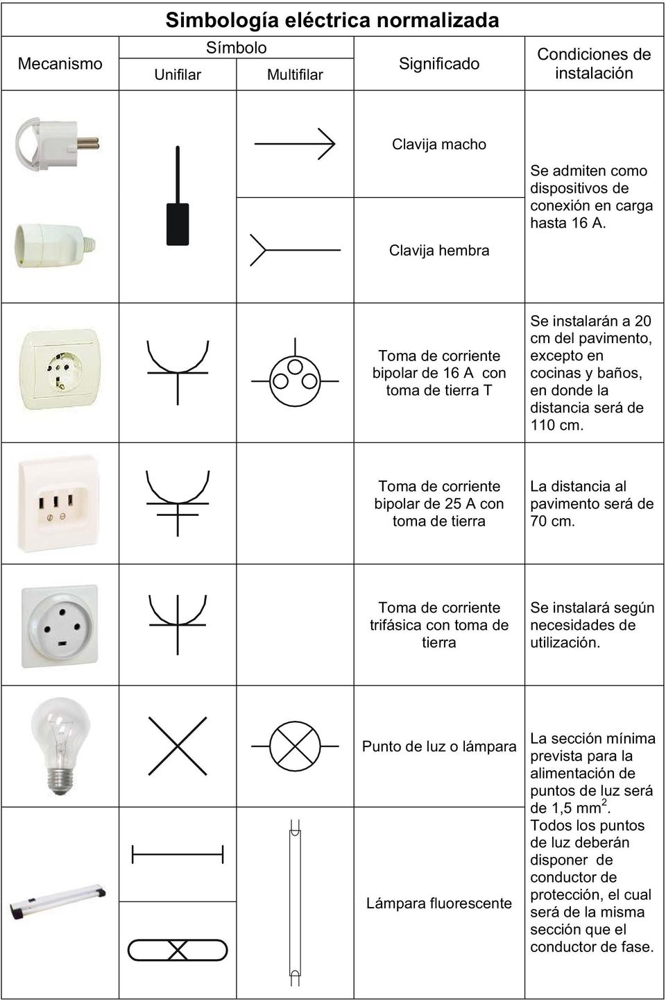 Simbología eléctrica normalizada
Mecanismo
Símbolo
Unifilar
Multifilar
Significado
Condiciones de
instalación
Clavija macho
Clavija hembra
Se admiten como
dispositivos de
conexión en carga
hasta 16 A.
Toma de corriente
bipolar de 16 A  con
toma de tierra T
Se instalarán a 20
cm del pavimento,
excepto en
cocinas y baños,
en donde la
distancia será de
110 cm.
Toma de corriente
bipolar de 25 A con
toma de tierra
La distancia al
pavimento será de
70 cm.
Toma de corriente
trifásica con toma de
tierra
Se instalará según
necesidades de
utilización.
Punto de luz o lámpara
Lámpara fluorescente
La sección mínima
prevista para la
alimentación de
puntos de luz será
de 1,5 mm².
Todos los puntos
de luz deberán
disponer  de
conductor de
protección, el cual
será de la misma
sección que el
conductor de fase.